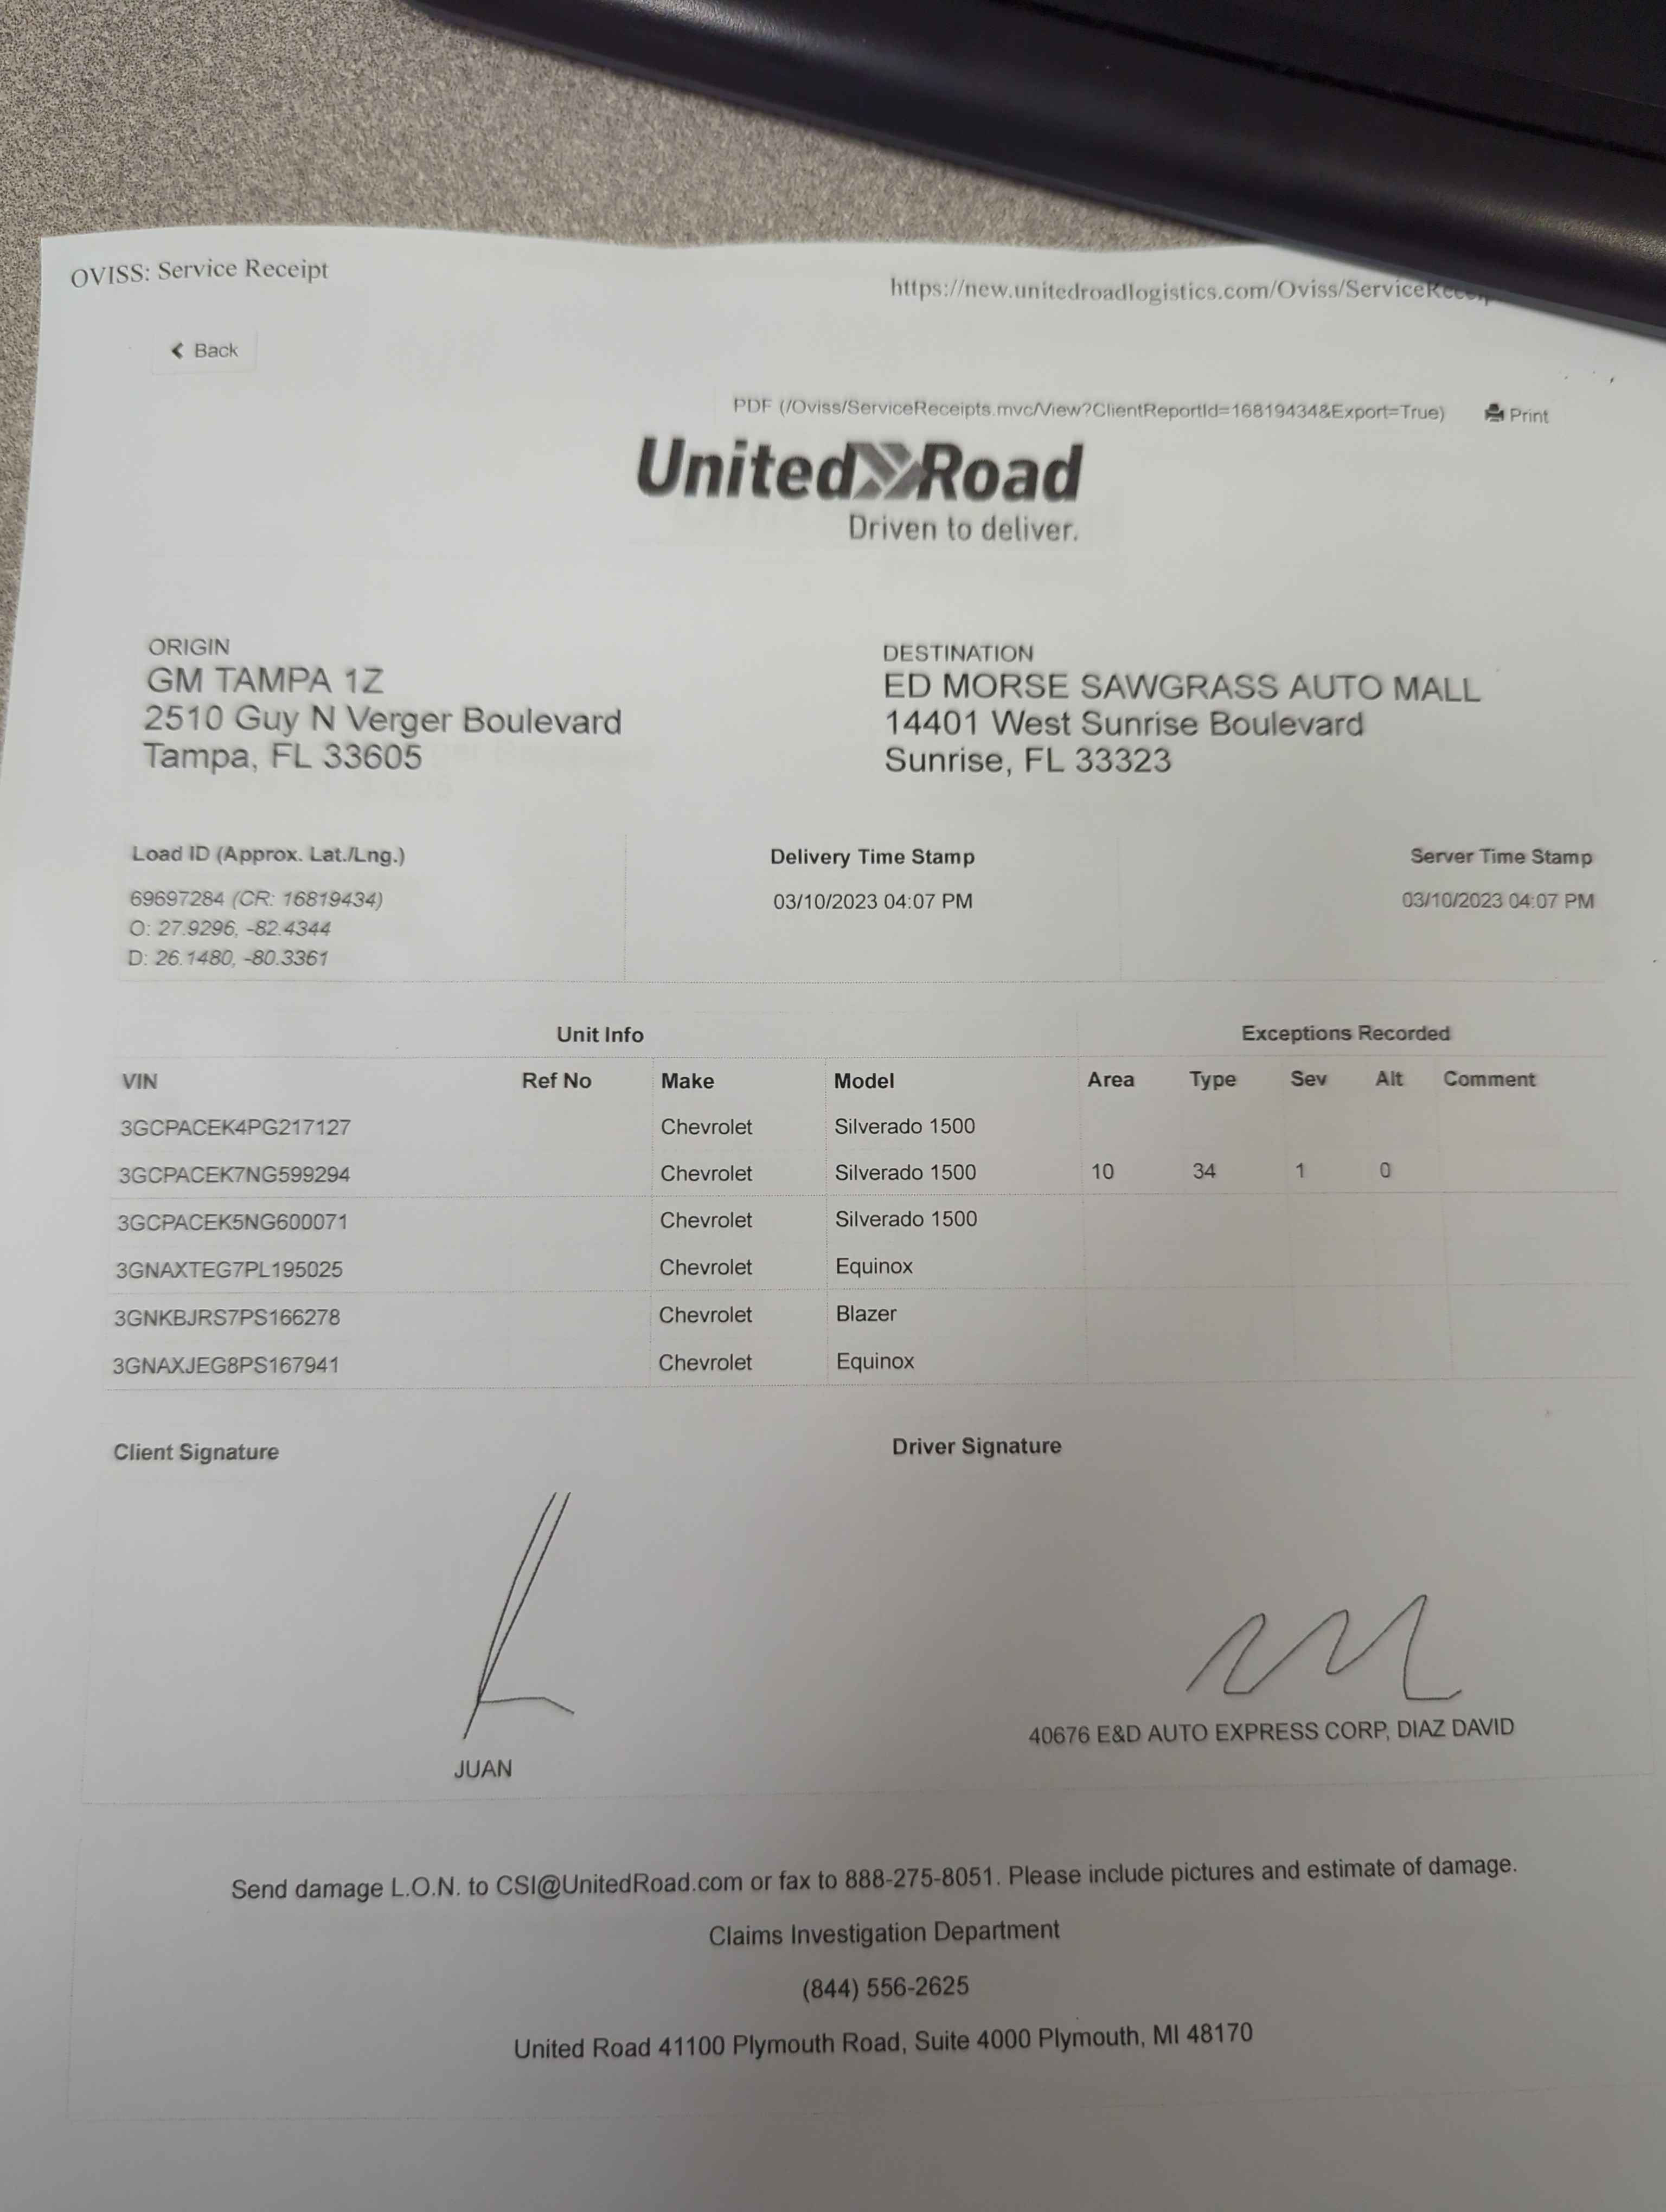 OVISS: Service Receipt
https://new.unitedroadlogistics.com/Oviss/ServiceRecei
Back
PDF (/Oviss/ServiceReceipts.mvc/View?ClientReportId=16819434&Export=True) Print
United Road
Driven to deliver.
ORIGIN
GM TAMPA 1Z
2510 Guy N Verger Boulevard
Tampa, FL 33605
DESTINATION
ED MORSE SAWGRASS AUTO MALL
14401 West Sunrise Boulevard
Sunrise, FL 33323
Load ID (Approx. Lat./Lng.) Delivery Time Stamp Server Time Stamp
69697284 (CR: 16819434) 03/10/2023 04:07 PM 03/10/2023 04:07 PM
O: 27.9296, -82.4344
D: 26.1480, -80.3361
Unit Info Exceptions Recorded
VIN Ref No Make Model Area Type Sev Alt Comment
3GCPACEK4PG217127 Chevrolet Silverado 1500
3GCPACEK7NG599294 Chevrolet Silverado 1500 10 34 1 0
3GCPACEK5NG600071 Chevrolet Silverado 1500
3GNAXTEG7PL195025 Chevrolet Equinox
3GNKBJRS7PS166278 Chevrolet Blazer
3GNAXJEG8PS167941 Chevrolet Equinox
Client Signature Driver Signature
JUAN
40676 E&D AUTO EXPRESS CORP, DIAZ DAVID
Send damage L.O.N. to CSI@UnitedRoad.com or fax to 888-275-8051. Please include pictures and estimate of damage.
Claims Investigation Department
(844) 556-2625
United Road 41100 Plymouth Road, Suite 4000 Plymouth, MI 48170